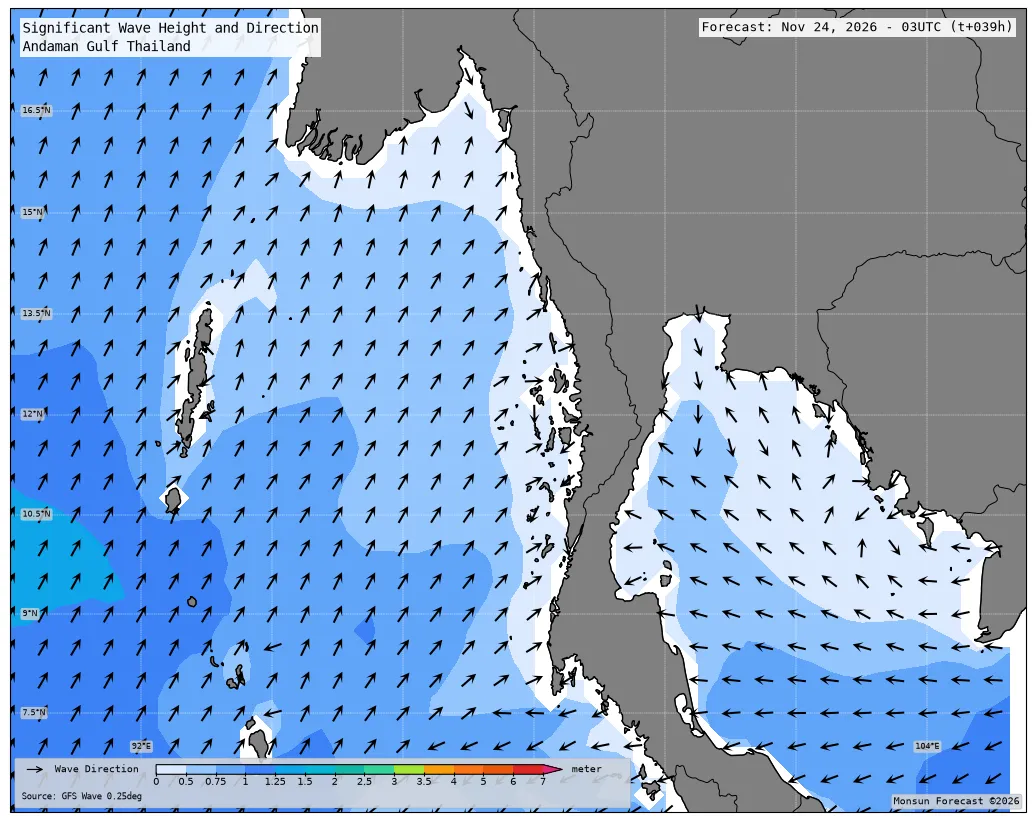 Significant Wave Height and Direction
Andaman Gulf Thailand
Forecast: Nov 24, 2026 - 03UTC (t+039h)
16.5°N
15°N
13.5°N
12°N
10.5°N
9°N
7.5°N
92°E
104°E
Wave Direction
0 0.5 0.75 1 1.25 1.5 2 2.5 3 3.5 4 5 6 7
meter
Source: GFS Wave 0.25deg
Monsun Forecast ©2026